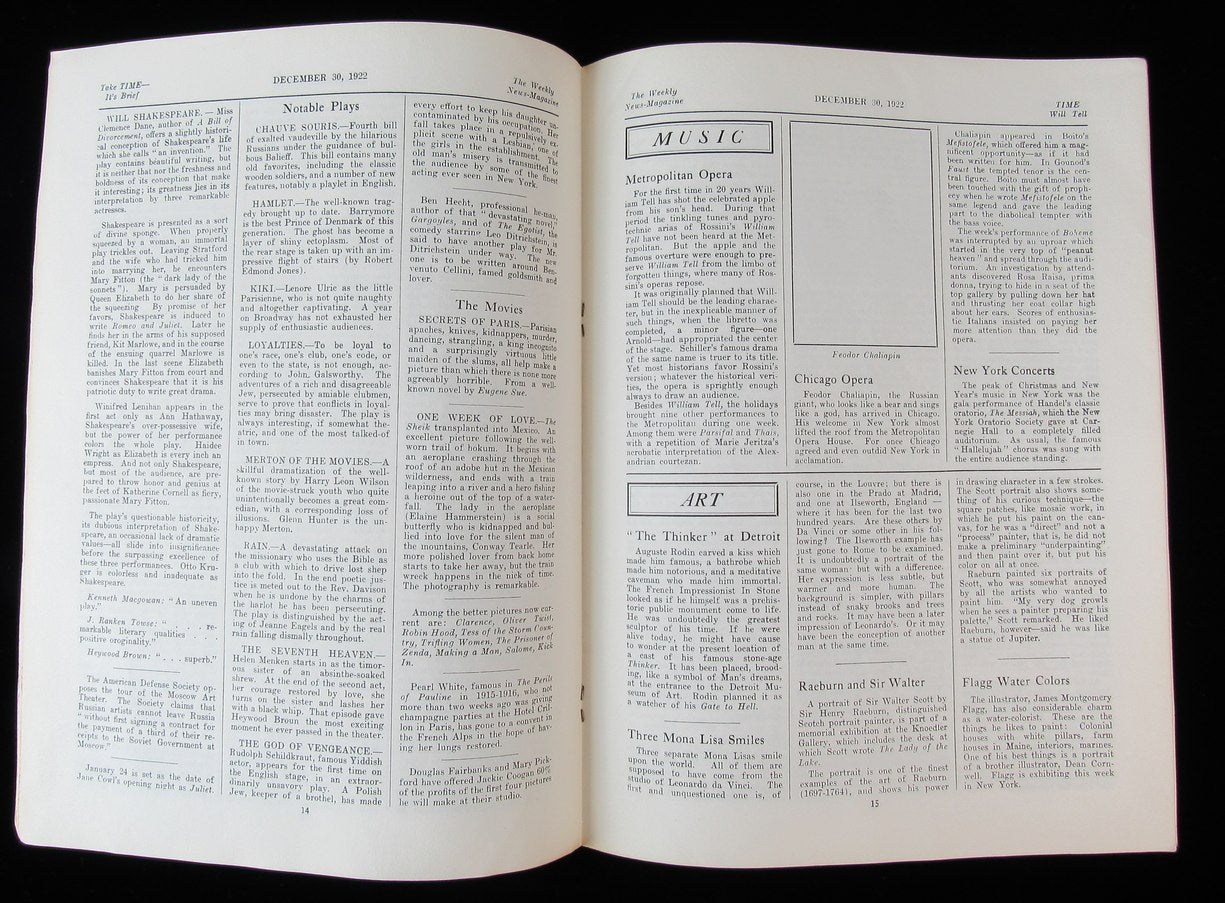 Take TIME—
It's Brief
DECEMBER 30, 1922
The Weekly
News-Magazine
WILL SHAKESPEARE. — Miss
Clemence Dane, author of A Bill of
Divorcement, offers a slightly histori-
cal conception of Shakespeare's life
which she calls "an invention." The
play contains beautiful writing, but
it is neither that nor the freshness and
boldness of its conception that make
it interesting; its greatness lies in its
interpretation by three remarkable
actresses.
Shakespeare is presented as a sort
of divine sponge. When properly
squeezed by a woman, an immortal
play trickles out. Leaving Stratford
and the wife who had tricked him
into marrying her, he encounters
Mary Fitton (the "dark lady of the
sonnets"). Mary is persuaded by
Queen Elizabeth to do her share of
the squeezing. By promise of her
favors, Shakespeare is induced to
write Romeo and Juliet. Later he
finds her in the arms of his supposed
friend, Kit Marlowe, and in the course
of the ensuing quarrel Marlowe is
killed. In the last scene Elizabeth
banishes Mary Fitton from court and
convinces Shakespeare that it is his
patriotic duty to write great drama.
Winifred Lenihan appears in the
first act only as Ann Hathaway,
Shakespeare's over-possessive wife,
but the power of her performance
colors the whole play. Haidee
Wright as Elizabeth is every inch an
empress. And not only Shakespeare,
but most of the audience, are pre-
pared to throw honor and genius at
the feet of Katherine Cornell as fiery,
passionate Mary Fitton.
The play's questionable historicity,
its dubious interpretation of Shake-
speare, an occasional lack of dramatic
values—all slide into insignificance
before the surpassing excellence of
these three performances. Otto Kru-
ger is colorless and inadequate as
Shakespeare.
Kenneth Macgowan: "An uneven
play."
J. Ranken Towse: " . . . re-
markable literary qualities . . .
positive originality."
Heywood Brown: " . . . superb."
The American Defense Society op-
poses the tour of the Moscow Art
Theater. The Society claims that
Russian artists cannot leave Russia
"without first signing a contract for
the payment of a third of their re-
ceipts to the Soviet Government at
Moscow."
January 24 is set as the date of
Jane Cowl's opening night as Juliet.
Notable Plays
CHAUVE SOURIS.—Fourth bill
of exalted vaudeville by the hilarious
Russians under the guidance of bul-
bous Balieff. This bill contains many
old favorites, including the classic
wooden soldiers, and a number of new
features, notably a playlet in English.
HAMLET.—The well-known trag-
edy brought up to date. Barrymore
is the best Prince of Denmark of this
generation. The ghost has become a
layer of shiny ectoplasm. Most of
the rear stage is taken up with an im-
pressive flight of stairs (by Robert
Edmond Jones).
KIKI.—Lenore Ulric as the little
Parisienne, who is not quite naughty
and altogether captivating. A year
on Broadway has not exhausted her
supply of enthusiastic audiences.
LOYALTIES.—To be loyal to
one's race, one's club, one's code, or
even to the state, is not enough, ac-
cording to John. Galsworthy. The
adventures of a rich and disagreeable
Jew, persecuted by amiable clubmen,
serve to prove that conflicts in loyal-
ties may bring disaster. The play is
always interesting, if somewhat the-
atric, and one of the most talked-of
in town.
MERTON OF THE MOVIES.—A
skillful dramatization of the well-
known story by Harry Leon Wilson
of the movie-struck youth who quite
unintentionally becomes a great com-
edian, with a corresponding loss of
illusions. Glenn Hunter is the un-
happy Merton.
RAIN.—A devastating attack on
the missionary who uses the Bible as
a club with which to drive lost sheep
into the fold. In the end poetic jus-
tice is meted out to the Rev. Davison
when he is undone by the charms of
the harlot he has been persecuting.
The play is distinguished by the act-
ing of Jeanne Eagels and by the real
rain falling dismally throughout.
THE SEVENTH HEAVEN.—
Helen Menken starts in as the timor-
ous sister of an absinthe-soaked
shrew. At the end of the second act,
her courage restored by love, she
turns on the sister and lashes her
with a black whip. That episode gave
Heywood Broun the most exciting
moment he ever passed in the theater.
THE GOD OF VENGEANCE.—
Rudolph Schildkraut, famous Yiddish
actor, appears for the first time on
the English stage, in an extraor-
dinarily unsavory play. A Polish
Jew, keeper of a brothel, has made
every effort to keep his daughter un-
contaminated by his occupation. Her
fall takes place in a repulsively ex-
plicit scene with a Lesbian, one of
the girls in the establishment. The
old man's misery is transmitted to
the audience by some of the finest
acting ever seen in New York.
Ben Hecht, professional he-man,
author of that "devastating novel,"
Gargoyles, and of The Egotist, the
comedy starring Leo Ditrichstein, is
said to have another play for Mr.
Ditrichstein under way. The new
one is to be written around Ben-
venuto Cellini, famed goldsmith and
lover.
The Movies
SECRETS OF PARIS.—Parisian
apaches, knives, kidnappers, murder,
dancing, strangling, a king incognito
and a surprisingly virtuous little
maiden of the slums, all help make a
picture than which there is none more
agreeably horrible. From a well-
known novel by Eugene Sue.
ONE WEEK OF LOVE.—The
Sheik transplanted into Mexico. An
excellent picture following the well-
worn trail of hokum. It begins with
an aeroplane crashing through the
roof of an adobe hut in the Mexican
wilderness, and ends with a train
leaping into a river and a hero fishing
a heroine out of the top of a water-
fall. The lady in the aeroplane
(Elaine Hammerstein) is a social
butterfly who is kidnapped and bul-
lied into love for the silent man of
the mountains, Conway Tearle. Her
more polished lover from back home
starts to take her away, but the train
wreck happens in the nick of time.
The photography is remarkable.
Among the better pictures now cur-
rent are: Clarence, Oliver Twist,
Robin Hood, Tess of the Storm Coun-
try, Trifling Women, The Prisoner of
Zenda, Making a Man, Salome, Kick
In.
Pearl White, famous in The Perils
of Pauline in 1915-1916, who not
more than two weeks ago was giving
champagne parties at the Hotel Cril-
lon in Paris, has gone to a convent in
the French Alps in the hope of hav-
ing her lungs restored.
Douglas Fairbanks and Mary Pick-
ford have offered Jackie Coogan 60%
of the profits of the first four pictures
he will make at their studio.
14
The Weekly
News-Magazine
DECEMBER 30, 1922
TIME
Will Tell
MUSIC
Metropolitan Opera
For the first time in 20 years Will-
iam Tell has shot the celebrated apple
from his son's head. During that
period the tinkling tunes and pyro-
technic arias of Rossini's William
Tell have not been heard at the Met-
ropolitan. But the apple and the
famous overture were enough to pre-
serve William Tell from the limbo of
forgotten things, where many of Ros-
sini's operas repose.
It was originally planned that Will-
iam Tell should be the leading charac-
ter, but in the inexplicable manner of
such things, when the libretto was
completed, a minor figure—one
Arnold—had appropriated the center
of the stage. Schiller's famous drama
of the same name is truer to its title.
Yet most historians favor Rossini's
version; whatever the historical veri-
ties, the opera is sprightly enough
always to draw an audience.
Besides William Tell, the holidays
brought nine other performances to
the Metropolitan during one week.
Among them were Parsifal and Thais,
with a repetition of Marie Jeritza's
acrobatic interpretation of the Alex-
andrian courtezan.
Feodor Chaliapin
Chicago Opera
Feodor Chaliapin, the Russian
giant, who looks like a bear and sings
like a god, has arrived in Chicago.
His welcome in New York almost
lifted the roof from the Metropolitan
Opera House. For once Chicago
agreed and even outdid New York in
acclamation.
Chaliapin appeared in Boito's
Mefistofele, which offered him a mag-
nificent opportunity—as if it had
been written for him. In Gounod's
Faust the tempted tenor is the cen-
tral figure. Boito must almost have
been touched with the gift of proph-
ecy when he wrote Mefistofele on the
same legend and gave the leading
part to the diabolical tempter with
the bass voice.
The week's performance of Boheme
was interrupted by an uproar which
started in the very top of "peanut
heaven" and spread through the audi-
torium. An investigation by attend-
ants discovered Rosa Raisa, prima
donna, trying to hide in a seat of the
top gallery by pulling down her hat
and thrusting her coat collar high
about her ears. Scores of enthusias-
tic Italians insisted on paying her
more attention than they did the
opera.
New York Concerts
The peak of Christmas and New
Year's music in New York was the
gala performance of Handel's classic
oratorio, The Messiah, which the New
York Oratorio Society gave at Car-
negie Hall to a completely filled
auditorium. As usual, the famous
"Hallelujah" chorus was sung with
the entire audience standing.
ART
"The Thinker" at Detroit
Auguste Rodin carved a kiss which
made him famous, a bathrobe which
made him notorious, and a meditative
caveman who made him immortal.
The French Impressionist In Stone
looked as if he himself was a prehis-
toric public monument come to life.
He was undoubtedly the greatest
sculptor of his time. If he were
alive today, he might have cause
to wonder at the present location of
a cast of his famous stone-age
Thinker. It has been placed, brood-
ing, like a symbol of Man's dreams,
at the entrance to the Detroit Mu-
seum of Art. Rodin planned it as
a watcher of his Gate to Hell.
Three Mona Lisa Smiles
Three separate Mona Lisas smile
upon the world. All of them are
supposed to have come from the
studio of Leonardo da Vinci. The
first and unquestioned one is, of
course, in the Louvre; but there is
also one in the Prado at Madrid,
and one at Ilseworth, England —
where it has been for the last two
hundred years. Are these others by
Da Vinci or some other in his fol-
lowing? The Ilseworth example has
just gone to Rome to be examined.
It is undoubtedly a portrait of the
same woman: but with a difference.
Her expression is less subtle, but
warmer and more human. The
background is simpler, with pillars
instead of snaky brooks and trees
and rocks. It may have been a later
impression of Leonardo's. Or it may
have been the conception of another
man at the same time.
Raeburn and Sir Walter
A portrait of Sir Walter Scott by
Sir Henry Raeburn, distinguished
Scotch portrait painter, is part of a
memorial exhibition at the Knoedler
Gallery, which includes the desk at
which Scott wrote The Lady of the
Lake.
The portrait is one of the finest
examples of the art of Raeburn
(1697-1764), and shows his power
in drawing character in a few strokes.
The Scott portrait also shows some-
thing of his curious technique—the
square patches, like mosaic work, in
which he put his paint on the can-
vas, for he was a "direct" and not a
"process" painter, that is, he did not
make a preliminary "underpainting"
and then paint over it, but put his
color on all at once.
Raeburn painted six portraits of
Scott, who was somewhat annoyed
by all the artists who wanted to
paint him. "My very dog growls
when he sees a painter preparing his
palette," Scott remarked. He liked
Raeburn, however—said he was like
a statue of Jupiter.
Flagg Water Colors
The illustrator, James Montgomery
Flagg, has also considerable charm
as a water-colorist. These are the
things he likes to paint: Colonial
houses with white pillars, farm
houses in Maine, interiors, marines.
One of his best things is a portrait
of a brother illustrator, Dean Corn-
well. Flagg is exhibiting this week
in New York.
15